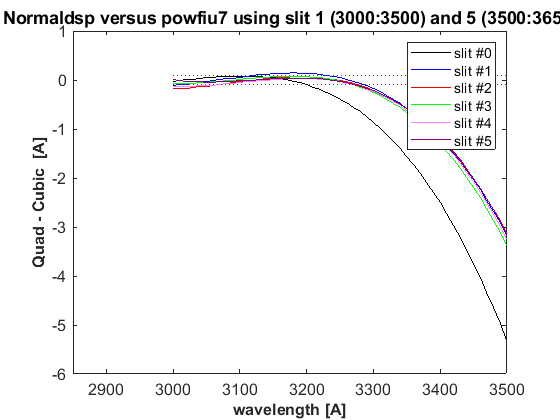 Normaldsp versus powfiu7 using slit 1 (3000:3500) and 5 (3500:365
1
0
-1
-2
-3
-4
-5
-6
Quad - Cubic [A]
slit #0
slit #1
slit #2
slit #3
slit #4
slit #5
2900 3000 3100 3200 3300 3400 3500
wavelength [A]